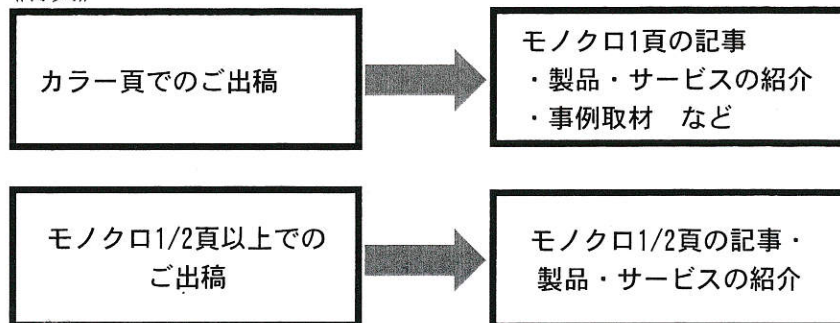 カラー頁でのご出稿
モノクロ1頁の記事
・製品・サービスの紹介
・事例取材　など
モノクロ1/2頁以上での
ご出稿
モノクロ1/2頁の記事・
製品・サービスの紹介